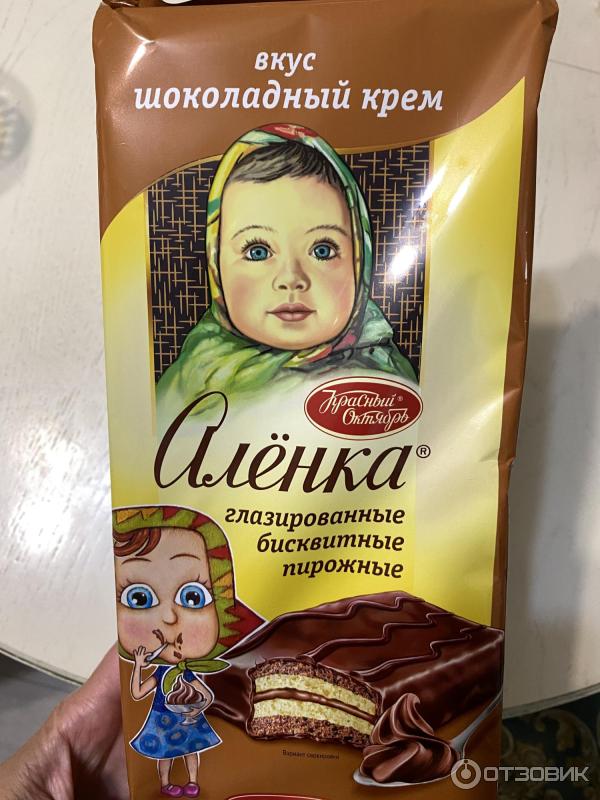 вкус
шоколадный крем
Красный®
Октябрь
Алёнка®
глазированные
бисквитные
пирожные
Вариант сервировки
ОТЗОВИК